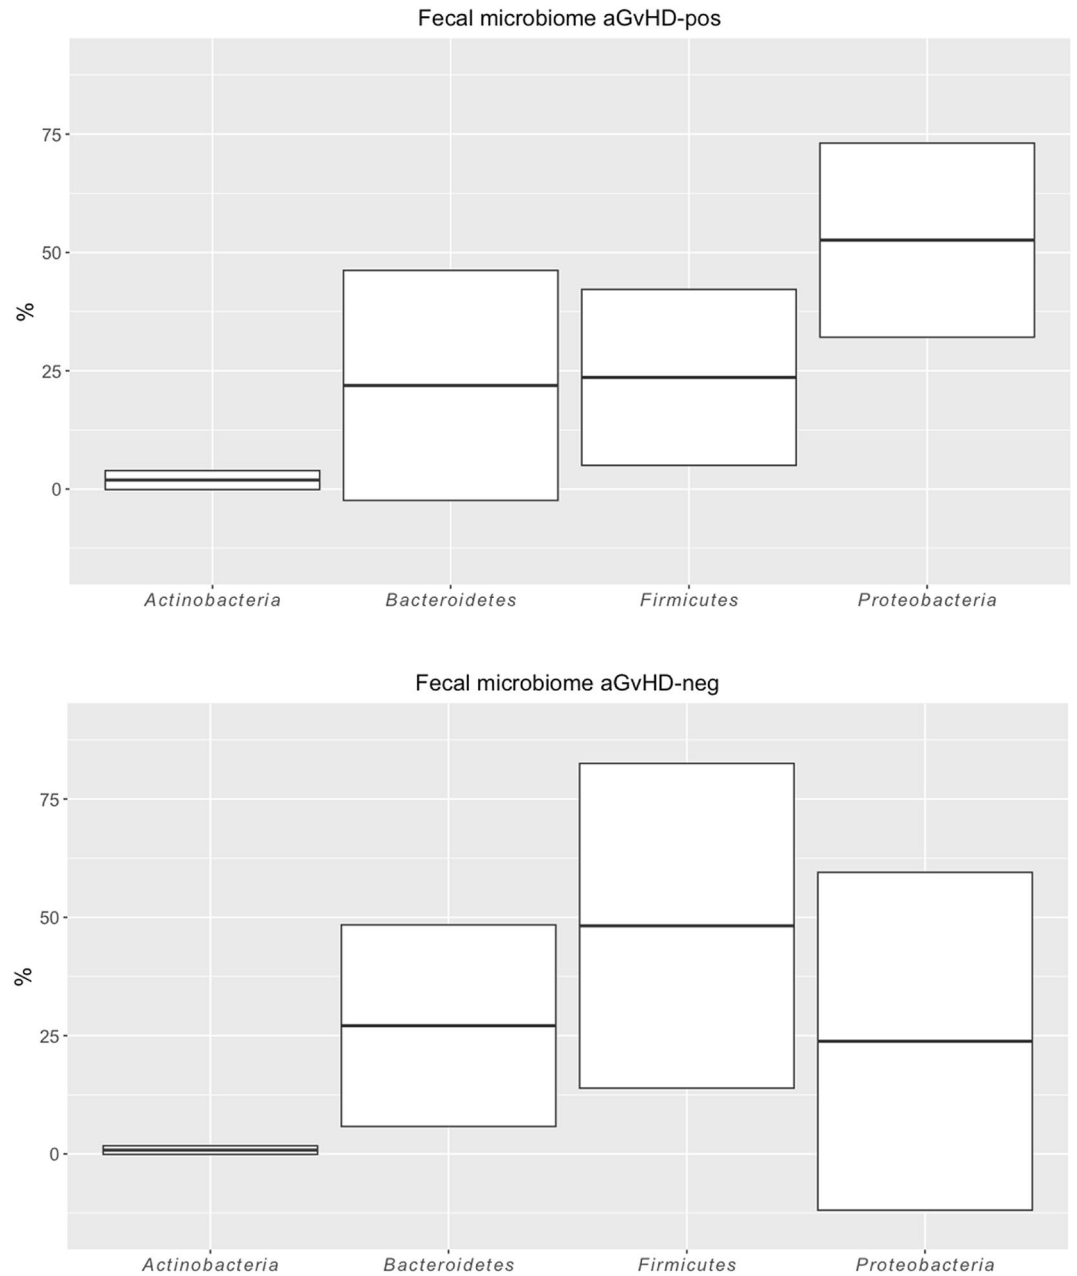 Fecal microbiome aGvHD-pos
75
50
%
25
0
Actinobacteria Bacteroidetes Firmicutes Proteobacteria
Fecal microbiome aGvHD-neg
75
50
%
25
0
Actinobacteria Bacteroidetes Firmicutes Proteobacteria